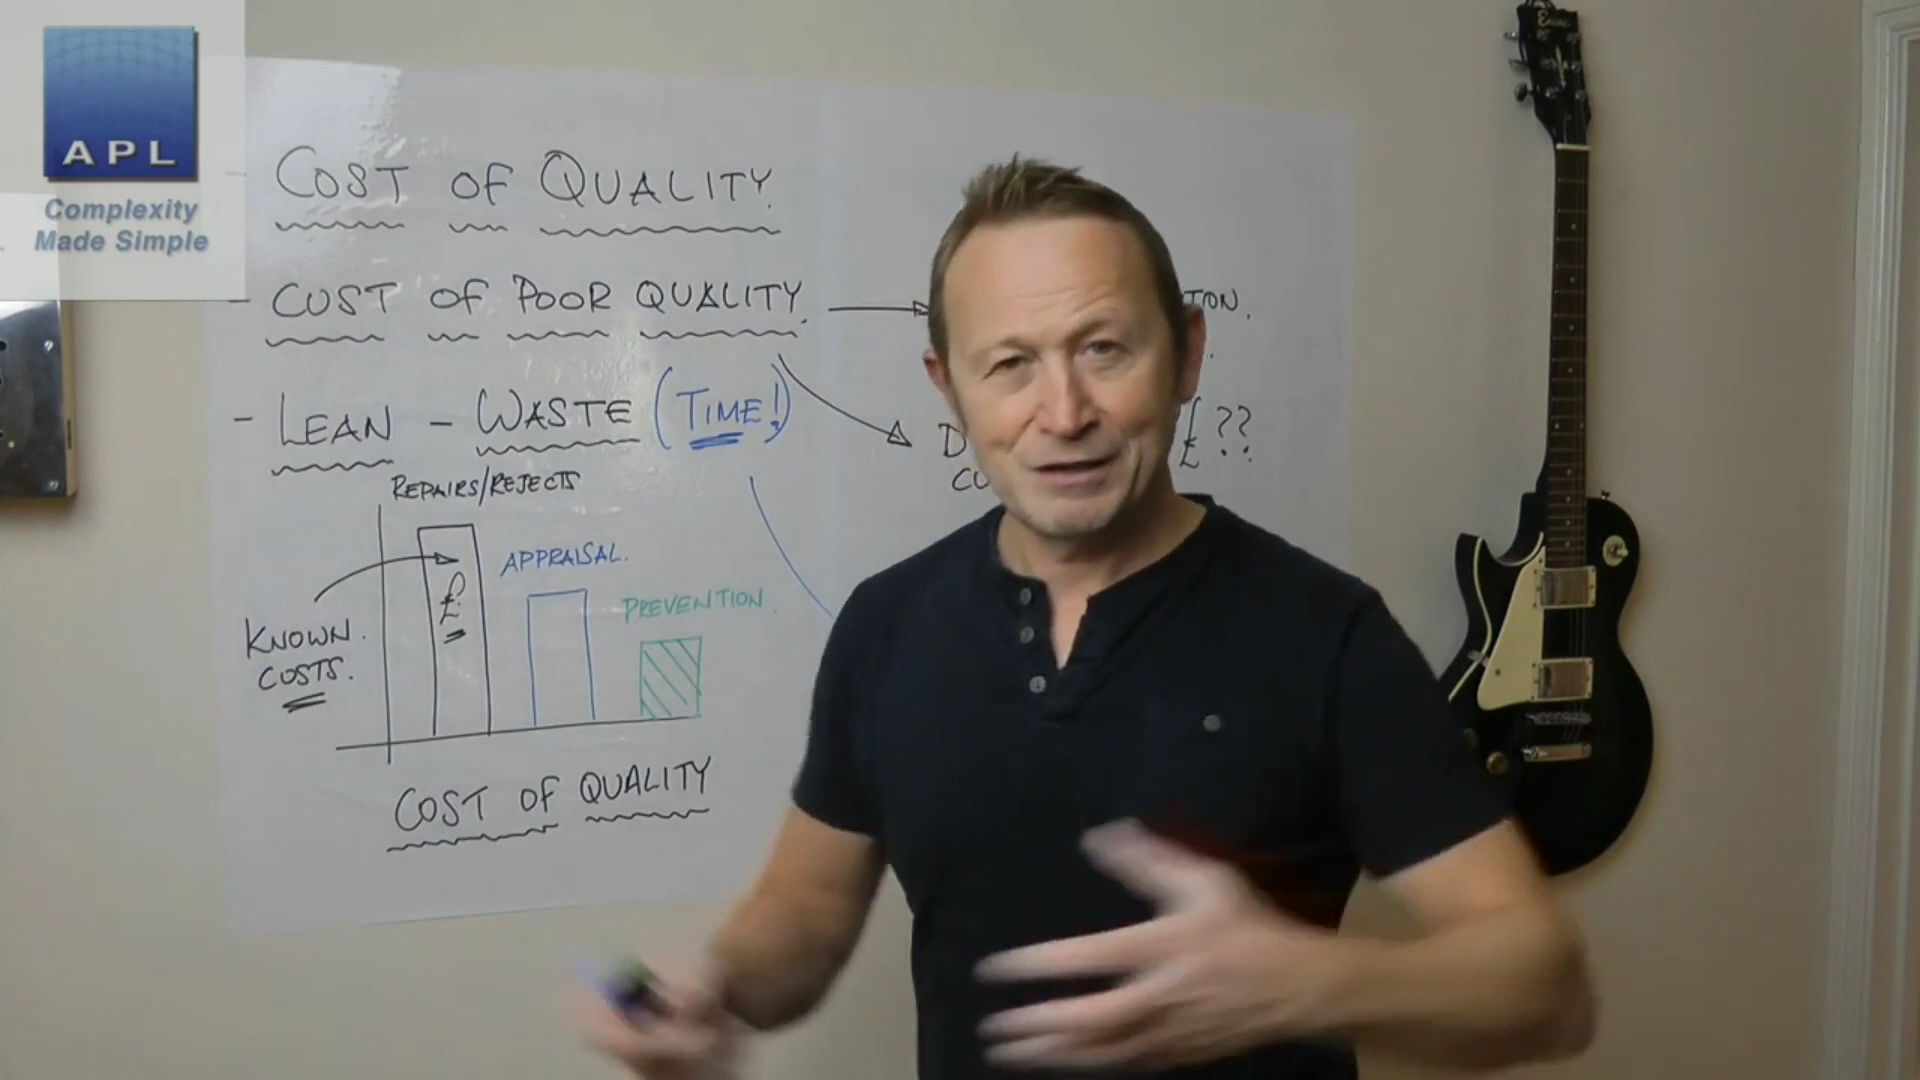 APL
Complexity
Made Simple
COST OF QUALITY.
- COST OF POOR QUALITY.
- LEAN - WASTE (TIME!)
£??
REPAIRS/REJECTS
APPRAISAL.
PREVENTION.
£
KNOWN.
COSTS.
COST OF QUALITY